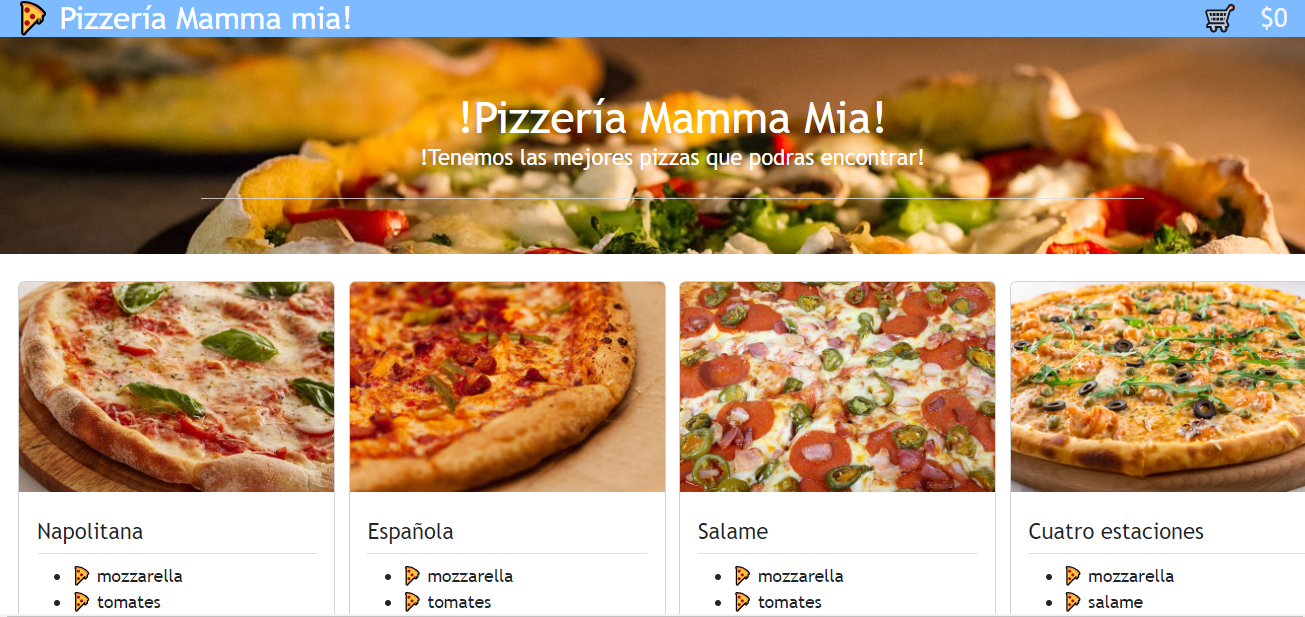 Pizzería Mamma mia!
$0
!Pizzería Mamma Mia!
!Tenemos las mejores pizzas que podras encontrar!
Napolitana
mozzarella
tomates
Española
mozzarella
tomates
Salame
mozzarella
tomates
Cuatro estaciones
mozzarella
salame